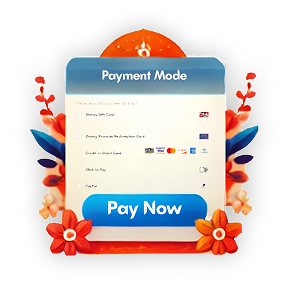 Payment Mode
How would you like to pay?
Disney Gift Card
Disney Rewards Redemption Card
Credit or Debit Card
Click to Pay
PayPal
Pay Now